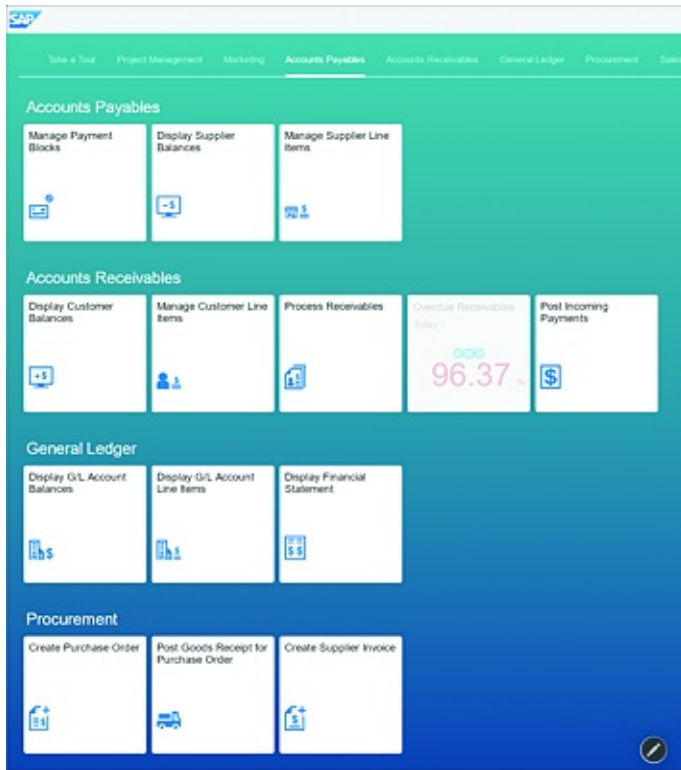 SAP
Take a Tour Project Management Marketing Accounts Payables Accounts Receivables General Ledger Procurement Sales
Accounts Payables
Manage Payment
Blocks
Display Supplier
Balances
Manage Supplier Line
Items
Accounts Receivables
Display Customer
Balances
Manage Customer Line
Items
Process Receivables
Overdue Receivables
Today
96.37 %
Post Incoming
Payments
General Ledger
Display G/L Account
Balances
Display G/L Account
Line Items
Display Financial
Statement
Procurement
Create Purchase Order
Post Goods Receipt for
Purchase Order
Create Supplier Invoice